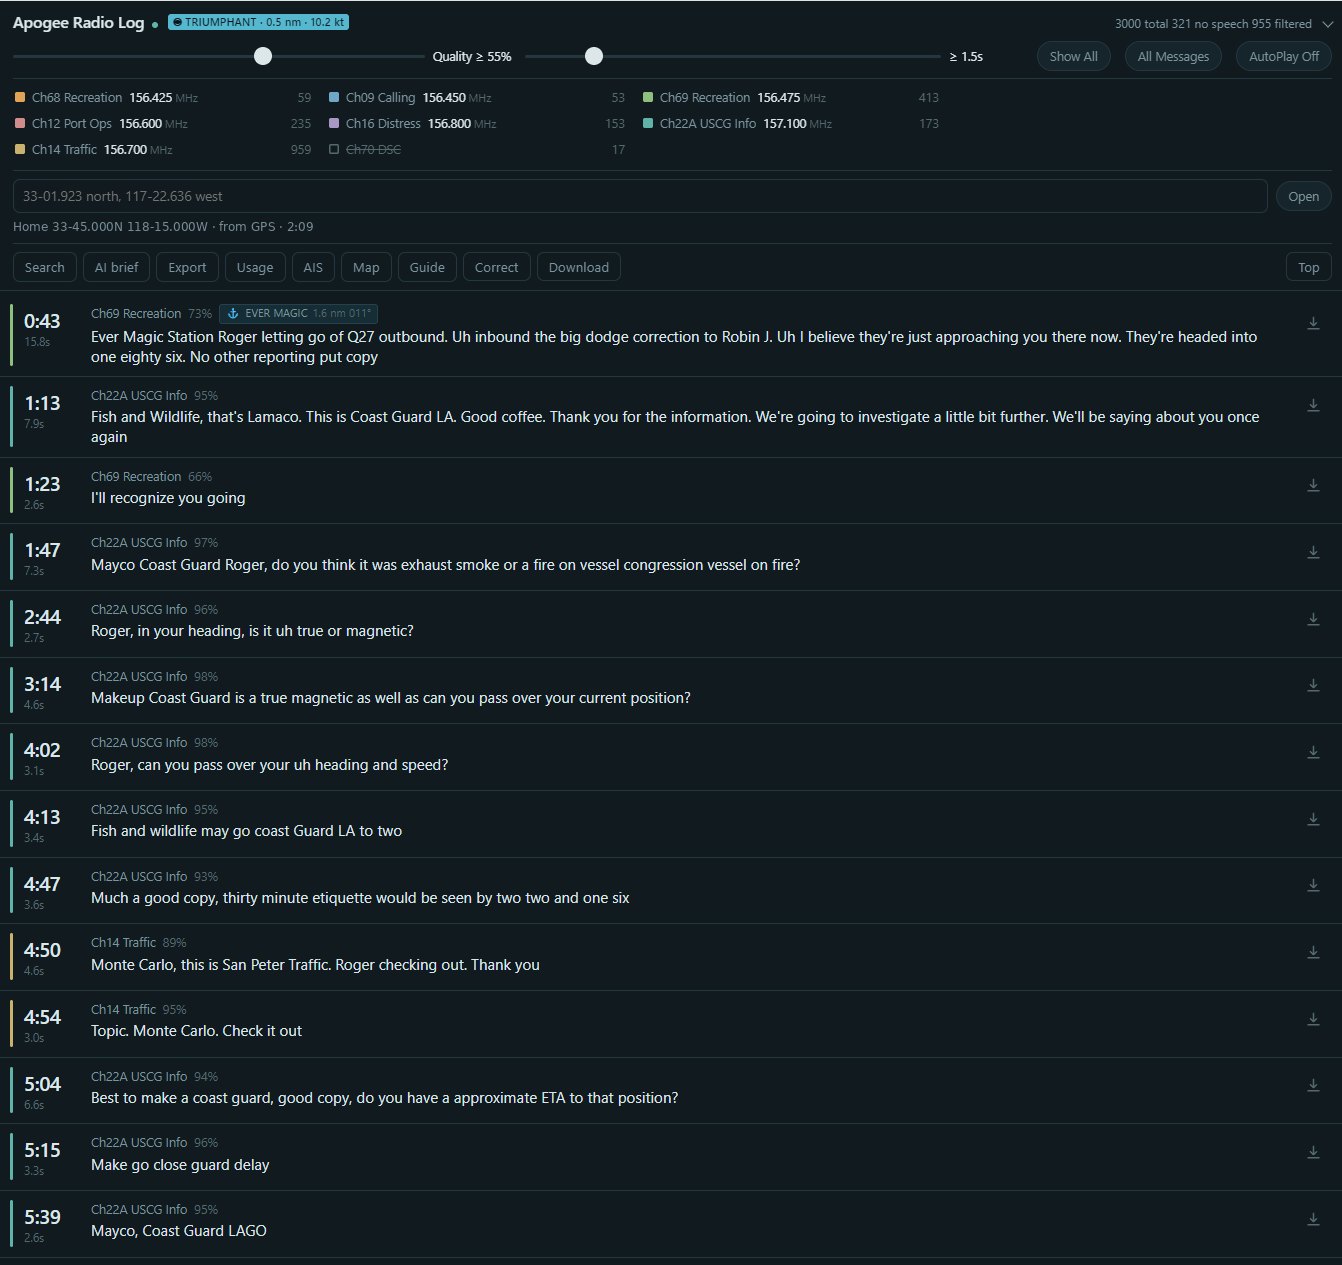 Apogee Radio Log TRIUMPHANT · 0.5 nm · 10.2 kt 3000 total 321 no speech 955 filtered
Quality ≥ 55% ≥ 1.5s Show All All Messages AutoPlay Off
Ch68 Recreation 156.425 MHz 59 Ch09 Calling 156.450 MHz 53 Ch69 Recreation 156.475 MHz 413
Ch12 Port Ops 156.600 MHz 235 Ch16 Distress 156.800 MHz 153 Ch22A USCG Info 157.100 MHz 173
Ch14 Traffic 156.700 MHz 959 Ch70 DSC 17
33-01.923 north, 117-22.636 west Open
Home 33-45.000N 118-15.000W · from GPS · 2:09
Search AI brief Export Usage AIS Map Guide Correct Download Top
Ch69 Recreation 73% EVER MAGIC 1.6 nm 011°
0:43
15.8s
Ever Magic Station Roger letting go of Q27 outbound. Uh inbound the big dodge correction to Robin J. Uh I believe they're just approaching you there now. They're headed into
one eighty six. No other reporting put copy
Ch22A USCG Info 95%
1:13
7.9s
Fish and Wildlife, that's Lamaco. This is Coast Guard LA. Good coffee. Thank you for the information. We're going to investigate a little bit further. We'll be saying about you once
again
Ch69 Recreation 66%
1:23
2.6s
I'll recognize you going
Ch22A USCG Info 97%
1:47
7.3s
Mayco Coast Guard Roger, do you think it was exhaust smoke or a fire on vessel congression vessel on fire?
Ch22A USCG Info 96%
2:44
2.7s
Roger, in your heading, is it uh true or magnetic?
Ch22A USCG Info 98%
3:14
4.6s
Makeup Coast Guard is a true magnetic as well as can you pass over your current position?
Ch22A USCG Info 98%
4:02
3.1s
Roger, can you pass over your uh heading and speed?
Ch22A USCG Info 95%
4:13
3.4s
Fish and wildlife may go coast Guard LA to two
Ch22A USCG Info 93%
4:47
3.6s
Much a good copy, thirty minute etiquette would be seen by two two and one six
Ch14 Traffic 89%
4:50
4.6s
Monte Carlo, this is San Peter Traffic. Roger checking out. Thank you
Ch14 Traffic 95%
4:54
3.0s
Topic. Monte Carlo. Check it out
Ch22A USCG Info 94%
5:04
6.6s
Best to make a coast guard, good copy, do you have a approximate ETA to that position?
Ch22A USCG Info 96%
5:15
3.3s
Make go close guard delay
Ch22A USCG Info 95%
5:39
2.6s
Mayco, Coast Guard LAGO